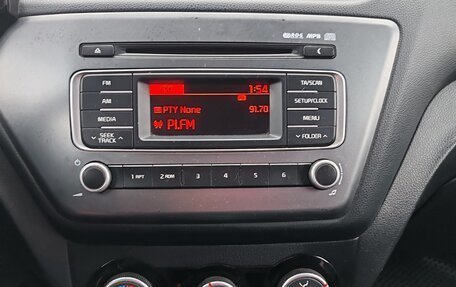 MP3
FM
AM
MEDIA
SEEK
TRACK
1:54
PTY None
91.70
PI.FM
TA/SCAN
SETUP/CLOCK
MENU
FOLDER
1 RPT 2 RDM 3 4 5 6